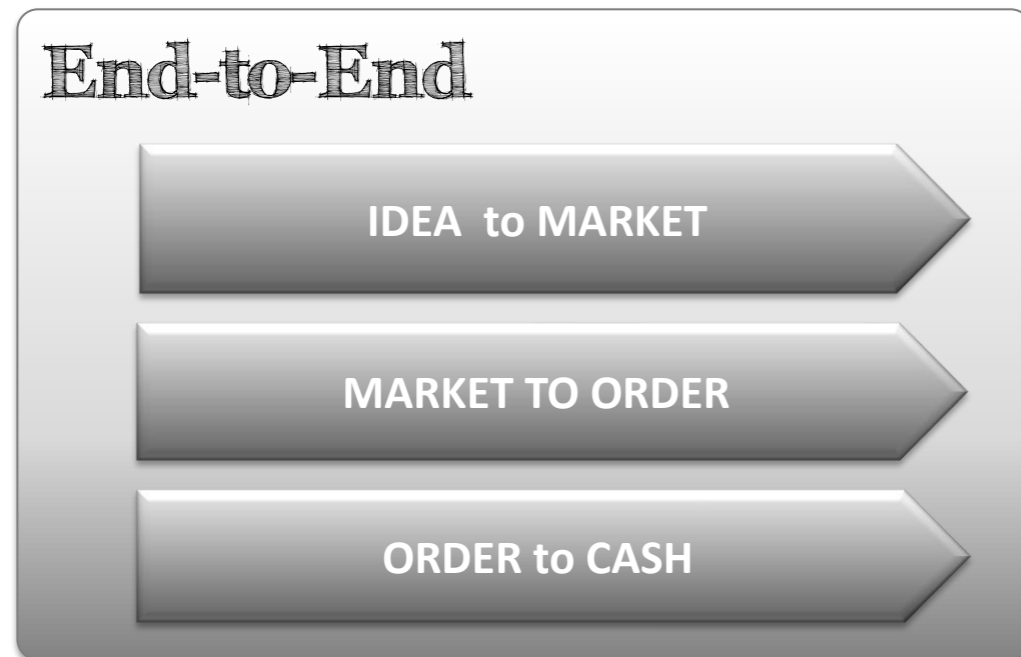 End-to-End
IDEA  to MARKET
MARKET TO ORDER
ORDER to CASH